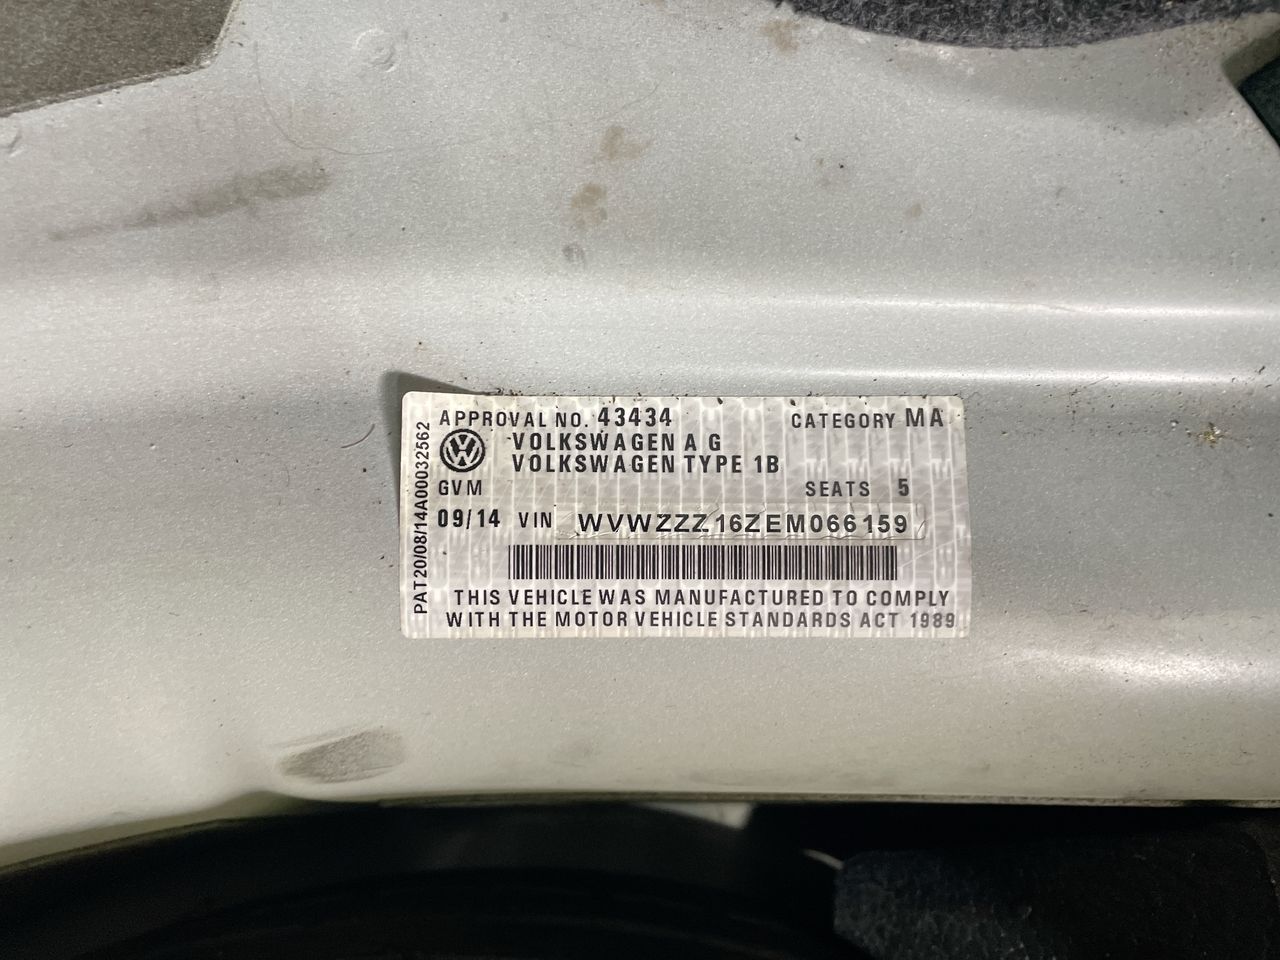 APPROVAL NO. 43434 CATEGORY MA
VOLKSWAGEN A G
VOLKSWAGEN TYPE 1B
GVM SEATS 5
09/14 VIN WVWZZZ16ZEM066159
THIS VEHICLE WAS MANUFACTURED TO COMPLY
WITH THE MOTOR VEHICLE STANDARDS ACT 1989
PAT20/08/14A00032562